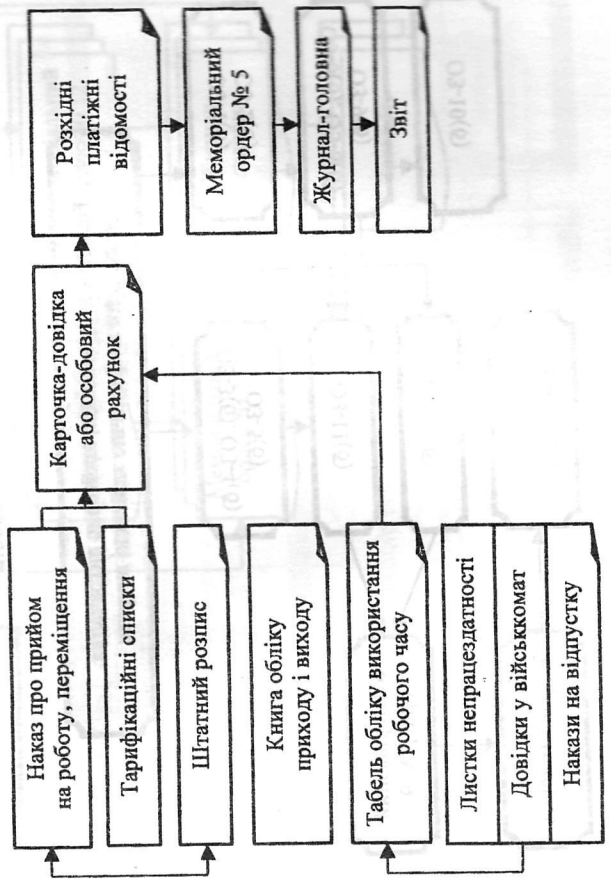 Наказ про прийом
на роботу, переміщення
Тарифікаційні списки
Штатний розпис
Книга обліку
приходу і виходу
Табель обліку використання
робочого часу
Листки непрацездатності
Довідки у військкомат
Накази на відпустку
Карточка-довідка
або особовий
рахунок
Розхідні
платіжні
відомості
Меморіальний
ордер № 5
Журнал-головна
Звіт